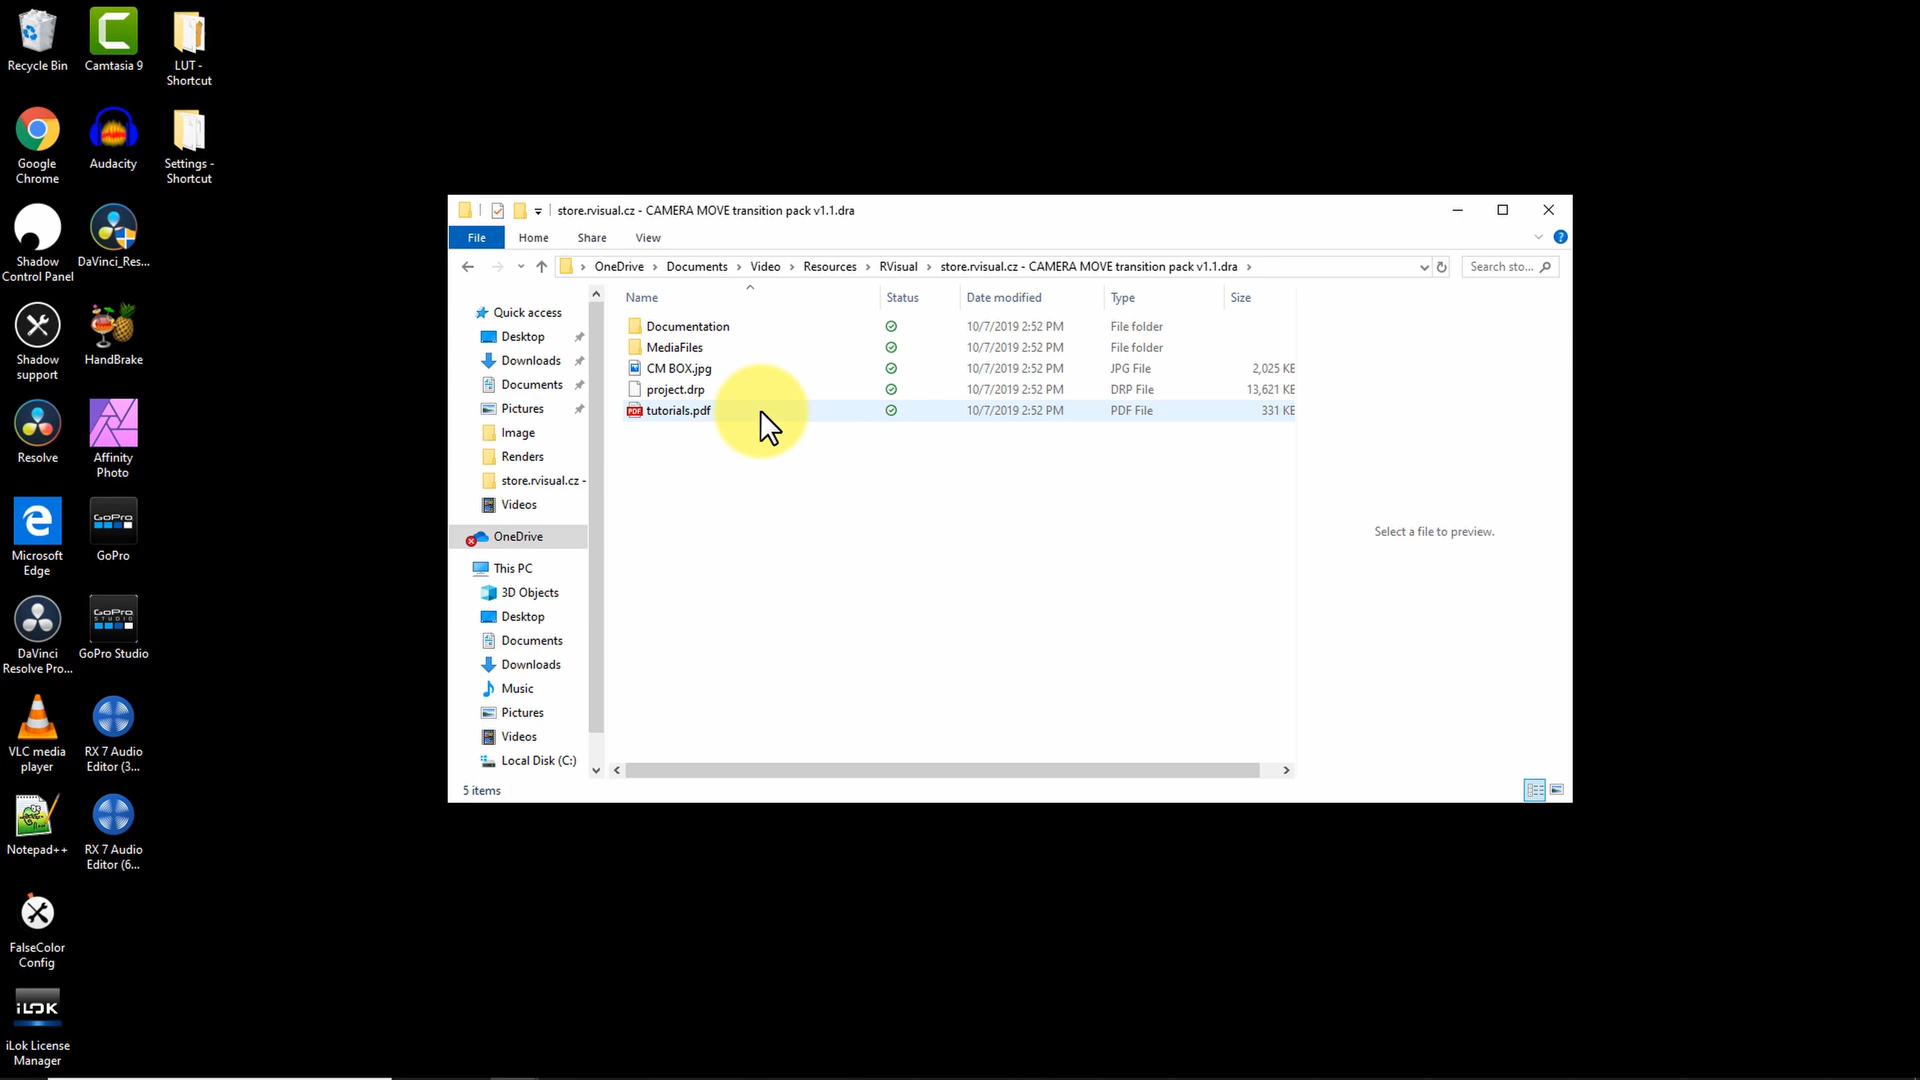 Recycle Bin
Camtasia 9
LUT -
Shortcut
Google
Chrome
Audacity
Settings -
Shortcut
Shadow
Control Panel
DaVinci_Res...
Shadow
support
HandBrake
Resolve
Affinity
Photo
Microsoft
Edge
GoPro
GoPro
DaVinci
Resolve Pro...
GoPro
STUDIO
GoPro Studio
VLC media
player
RX 7 Audio
Editor (3...
Notepad++
RX 7 Audio
Editor (6...
FalseColor
Config
iLOK
iLok License
Manager
store.rvisual.cz - CAMERA MOVE transition pack v1.1.dra
File Home Share View
OneDrive > Documents > Video > Resources > RVisual > store.rvisual.cz - CAMERA MOVE transition pack v1.1.dra >
Search sto...
Quick access
Desktop
Downloads
Documents
Pictures
Image
Renders
store.rvisual.cz -
Videos
OneDrive
This PC
3D Objects
Desktop
Documents
Downloads
Music
Pictures
Videos
Local Disk (C:)
Name Status Date modified Type Size
Documentation 10/7/2019 2:52 PM File folder
MediaFiles 10/7/2019 2:52 PM File folder
CM BOX.jpg 10/7/2019 2:52 PM JPG File 2,025 KB
project.drp 10/7/2019 2:52 PM DRP File 13,621 KB
PDF tutorials.pdf 10/7/2019 2:52 PM PDF File 331 KB
Select a file to preview.
5 items